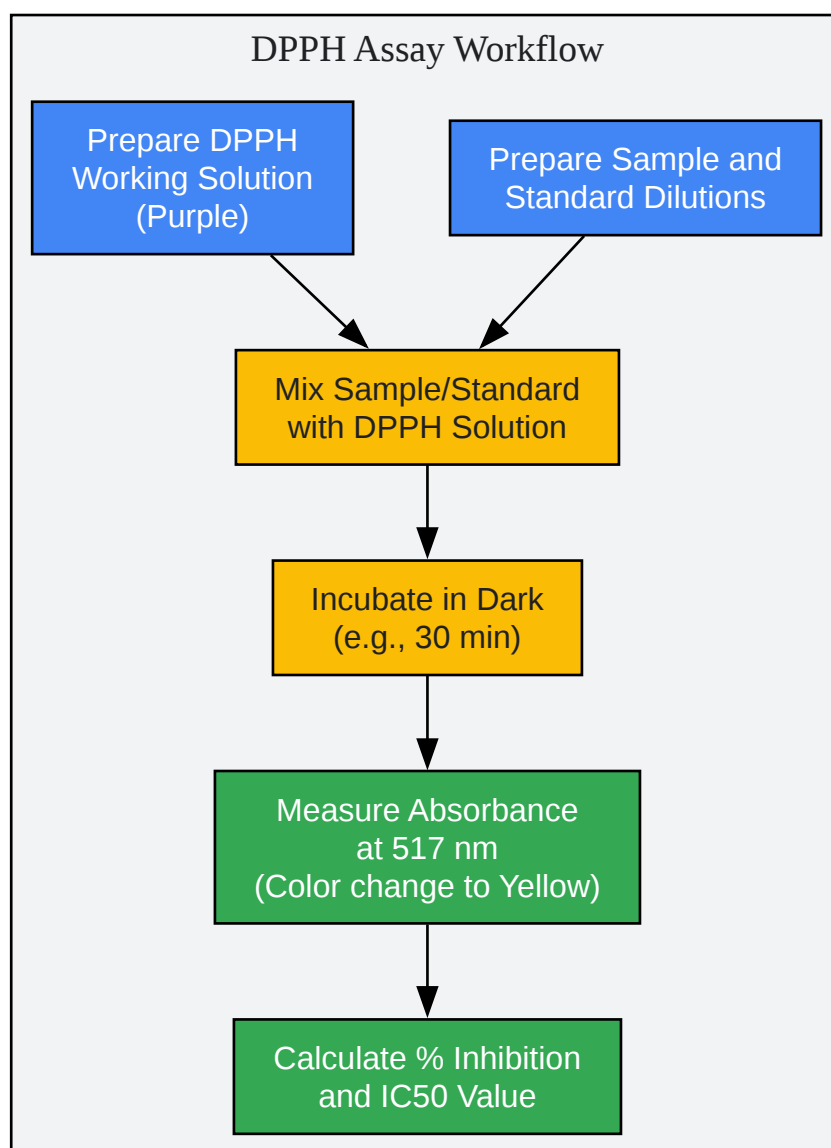 DPPH Assay Workflow
Prepare DPPH
Working Solution
(Purple)
Prepare Sample and
Standard Dilutions
Mix Sample/Standard
with DPPH Solution
Incubate in Dark
(e.g., 30 min)
Measure Absorbance
at 517 nm
(Color change to Yellow)
Calculate % Inhibition
and IC50 Value